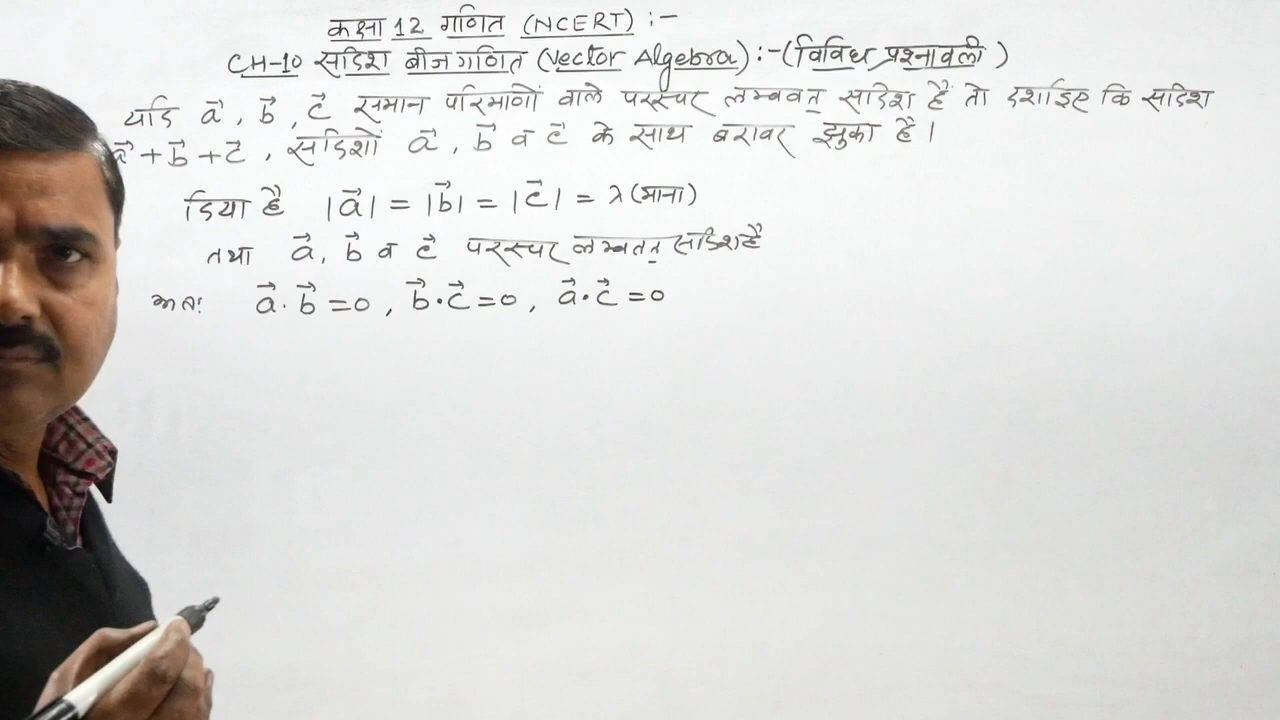 कक्षा 12 गणित (NCERT) :-
CH-10 सदिश बीजगणित (Vector Algebra) :- (विविध प्रश्नावली)
यदि a⃗, b⃗, c⃗ समान परिमाणों वाले परस्पर लम्बवत् सदिश हैं तो दर्शाइए कि सदिश
a⃗ + b⃗ + c⃗, सदिशों a⃗, b⃗ व c⃗ के साथ बराबर झुका है।
दिया है |a⃗| = |b⃗| = |c⃗| = λ (माना)
तथा a⃗, b⃗ व c⃗ परस्पर लम्बतत् सदिश है
अतः a⃗·b⃗ = 0, b⃗·c⃗ = 0, a⃗·c⃗ = 0